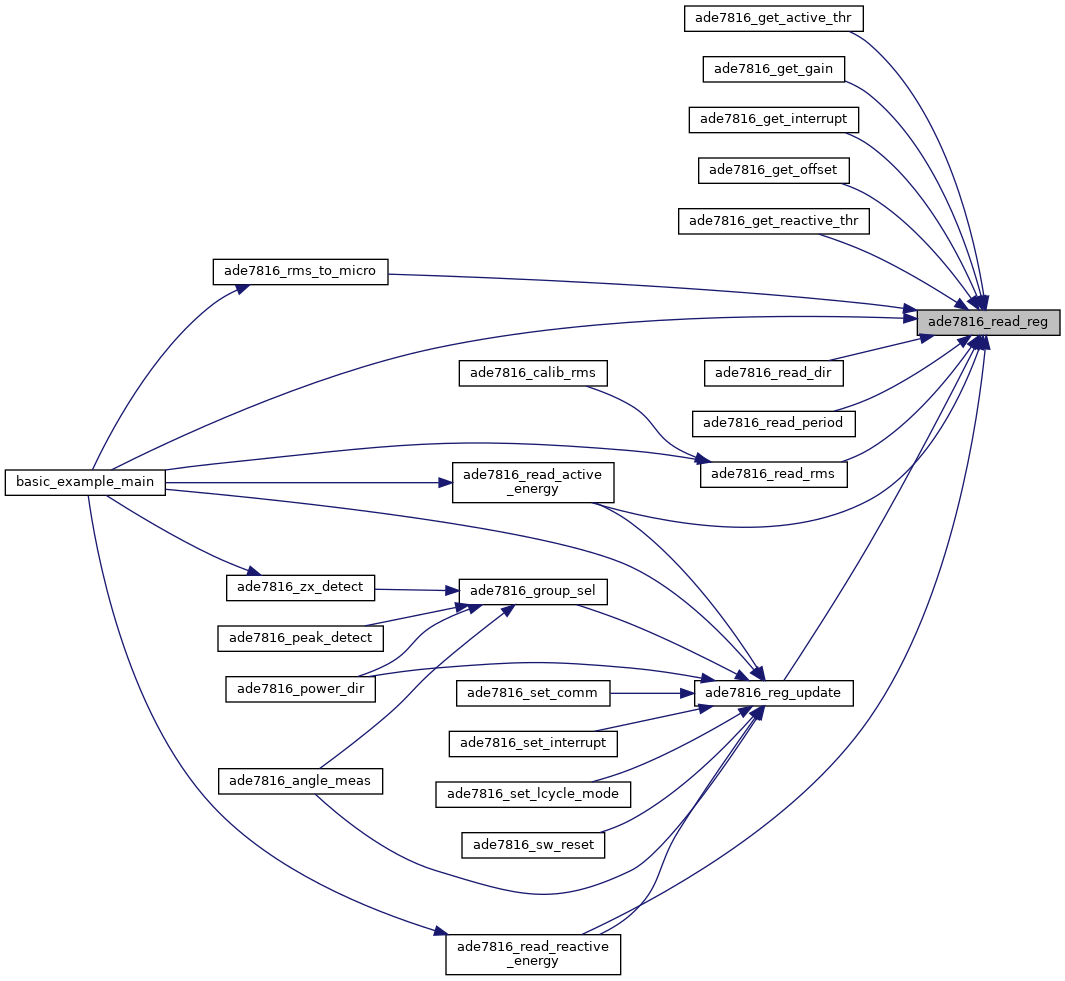 ade7816_get_active_thr
ade7816_get_gain
ade7816_get_interrupt
ade7816_get_offset
ade7816_get_reactive_thr
ade7816_rms_to_micro
ade7816_read_reg
ade7816_calib_rms
ade7816_read_dir
ade7816_read_period
basic_example_main
ade7816_read_active
_energy
ade7816_read_rms
ade7816_zx_detect
ade7816_group_sel
ade7816_peak_detect
ade7816_power_dir
ade7816_set_comm
ade7816_reg_update
ade7816_set_interrupt
ade7816_angle_meas
ade7816_set_lcycle_mode
ade7816_sw_reset
ade7816_read_reactive
_energy